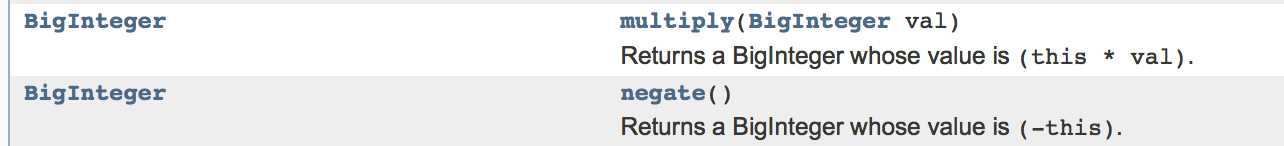 BigInteger multiply(BigInteger val)
Returns a BigInteger whose value is (this * val).
BigInteger negate()
Returns a BigInteger whose value is (-this).